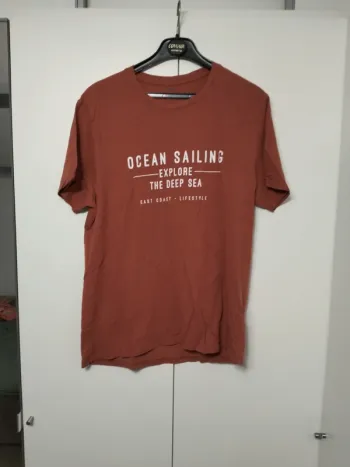 OCEAN SAILING
EXPLORE
THE DEEP SEA
EAST COAST - LIFESTYLE